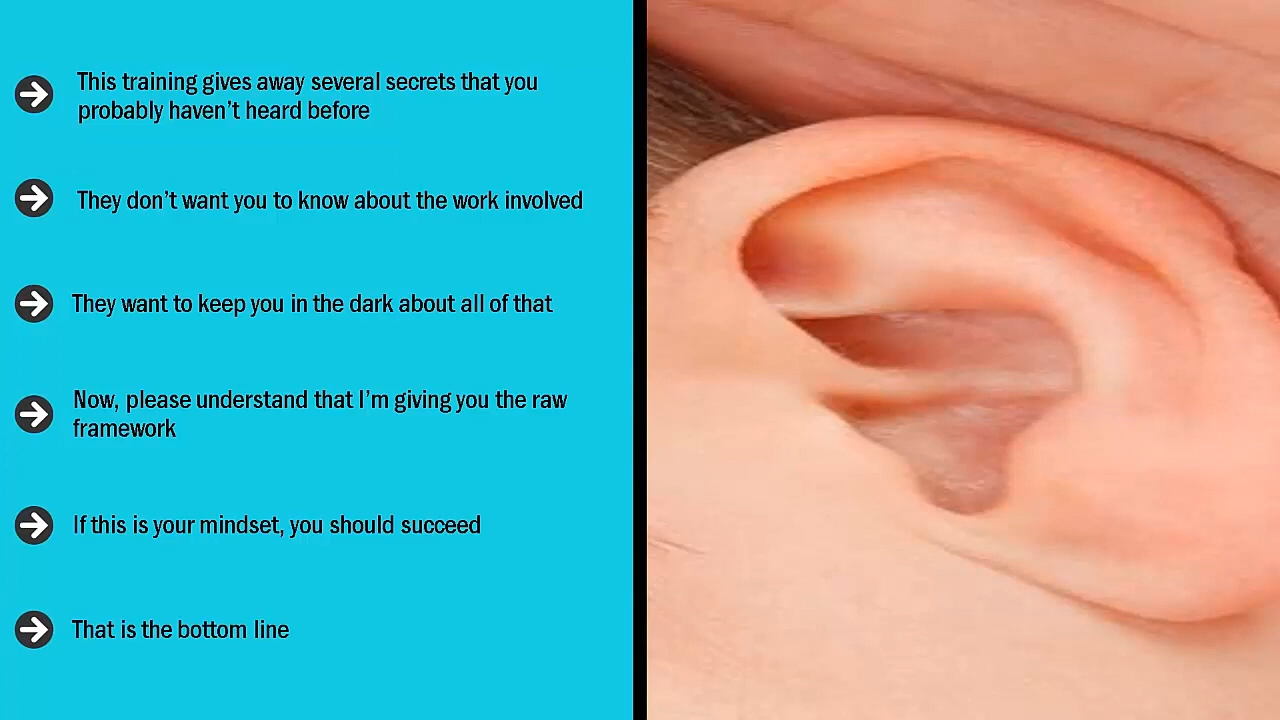 This training gives away several secrets that you
probably haven't heard before
They don't want you to know about the work involved
They want to keep you in the dark about all of that
Now, please understand that I'm giving you the raw
framework
If this is your mindset, you should succeed
That is the bottom line